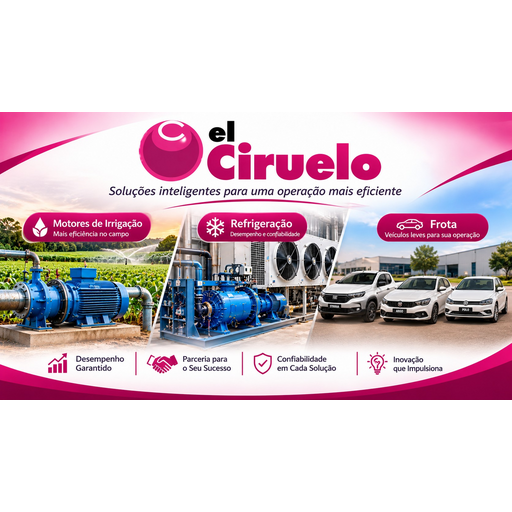 el
Ciruelo
Soluções inteligentes para uma operação mais eficiente
Motores de Irrigação
Mais eficiência no campo
Refrigeração
Desempenho e confiabilidade
Frota
Veículos leves para sua operação
Desempenho
Garantido
Parceria para
o Seu Sucesso
Confiabilidade
em Cada Solução
Inovação
que Impulsiona